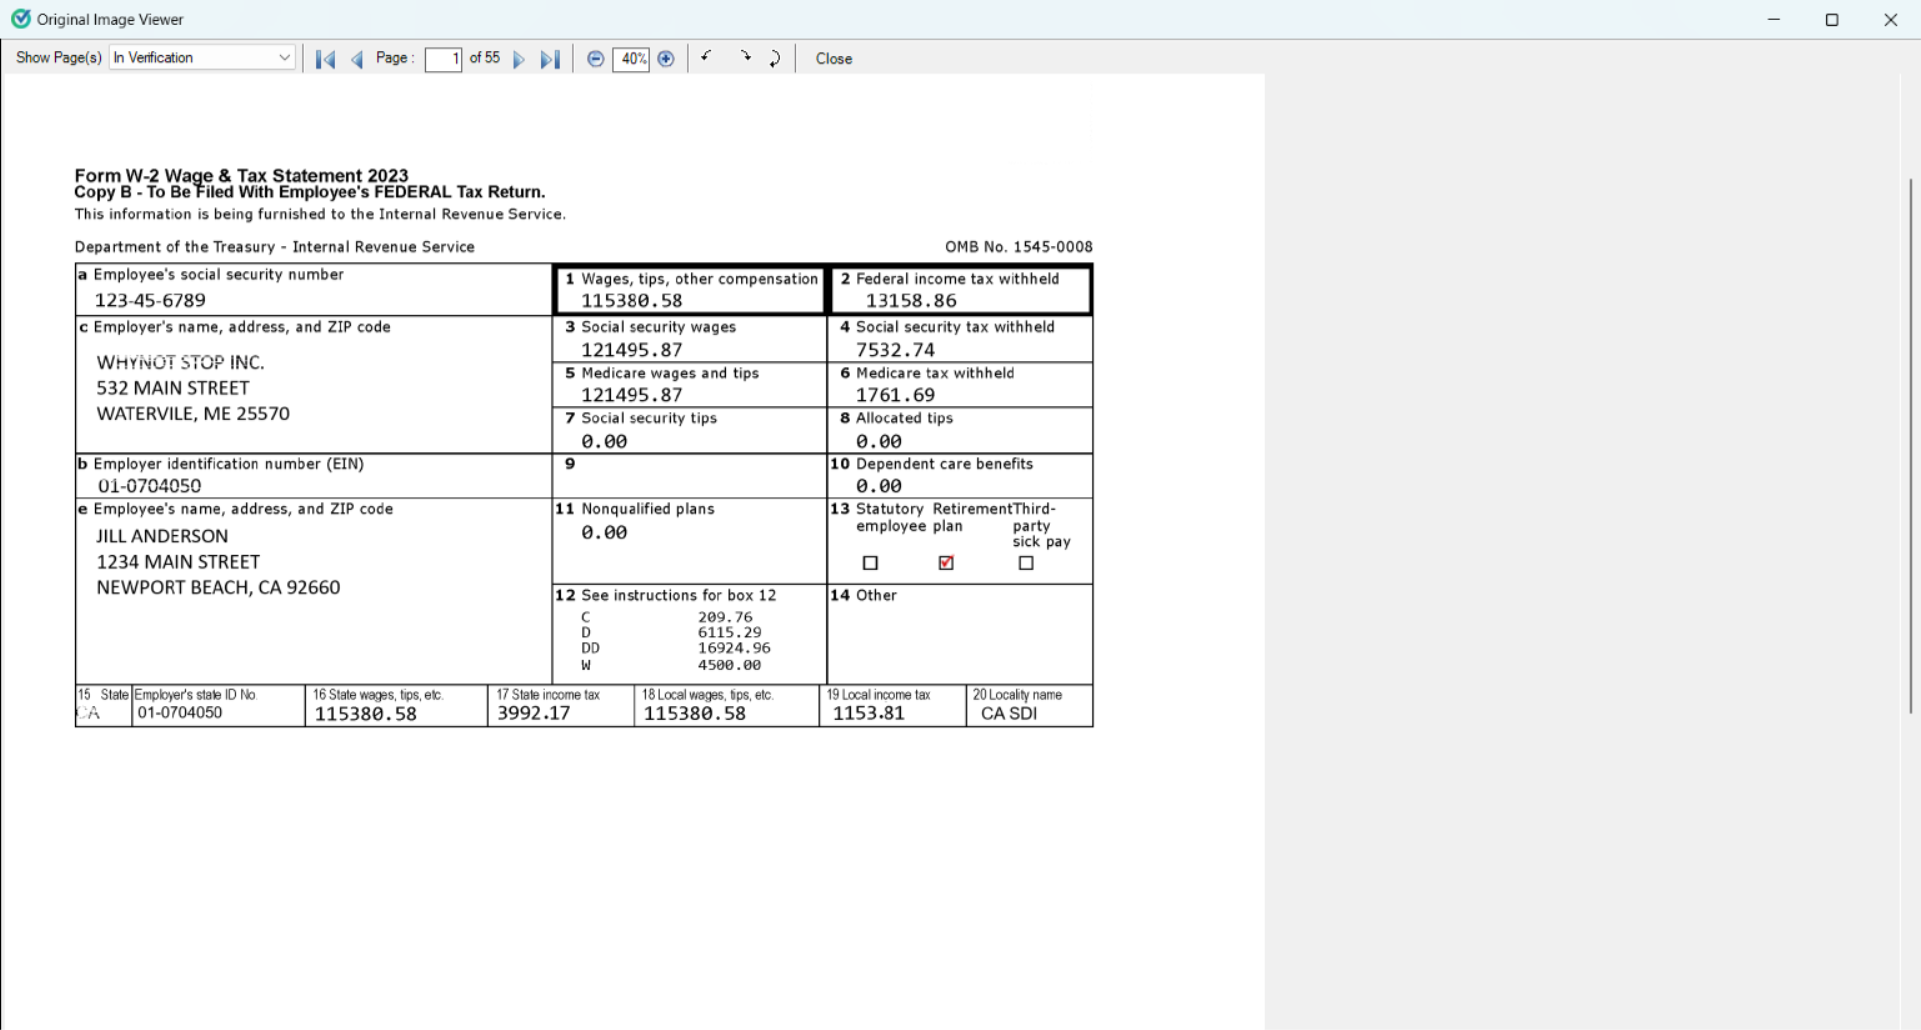 Original Image Viewer
Show Page(s) In Verification Page : 1 of 55 40% Close
Form W-2 Wage & Tax Statement 2023
Copy B - To Be Filed With Employee's FEDERAL Tax Return.
This information is being furnished to the Internal Revenue Service.
Department of the Treasury - Internal Revenue Service OMB No. 1545-0008
a Employee's social security number
123-45-6789
1 Wages, tips, other compensation
115380.58
2 Federal income tax withheld
13158.86
c Employer's name, address, and ZIP code
WHYNOT STOP INC.
532 MAIN STREET
WATERVILE, ME 25570
3 Social security wages
121495.87
4 Social security tax withheld
7532.74
5 Medicare wages and tips
121495.87
6 Medicare tax withheld
1761.69
7 Social security tips
0.00
8 Allocated tips
0.00
b Employer identification number (EIN)
01-0704050
9
10 Dependent care benefits
0.00
e Employee's name, address, and ZIP code
JILL ANDERSON
1234 MAIN STREET
NEWPORT BEACH, CA 92660
11 Nonqualified plans
0.00
13 Statutory RetirementThird-
employee plan party
sick pay
12 See instructions for box 12
C 209.76
D 6115.29
DD 16924.96
W 4500.00
14 Other
15 State Employer's state ID No. 16 State wages, tips, etc. 17 State income tax 18 Local wages, tips, etc. 19 Local income tax 20 Locality name
CA 01-0704050 115380.58 3992.17 115380.58 1153.81 CA SDI